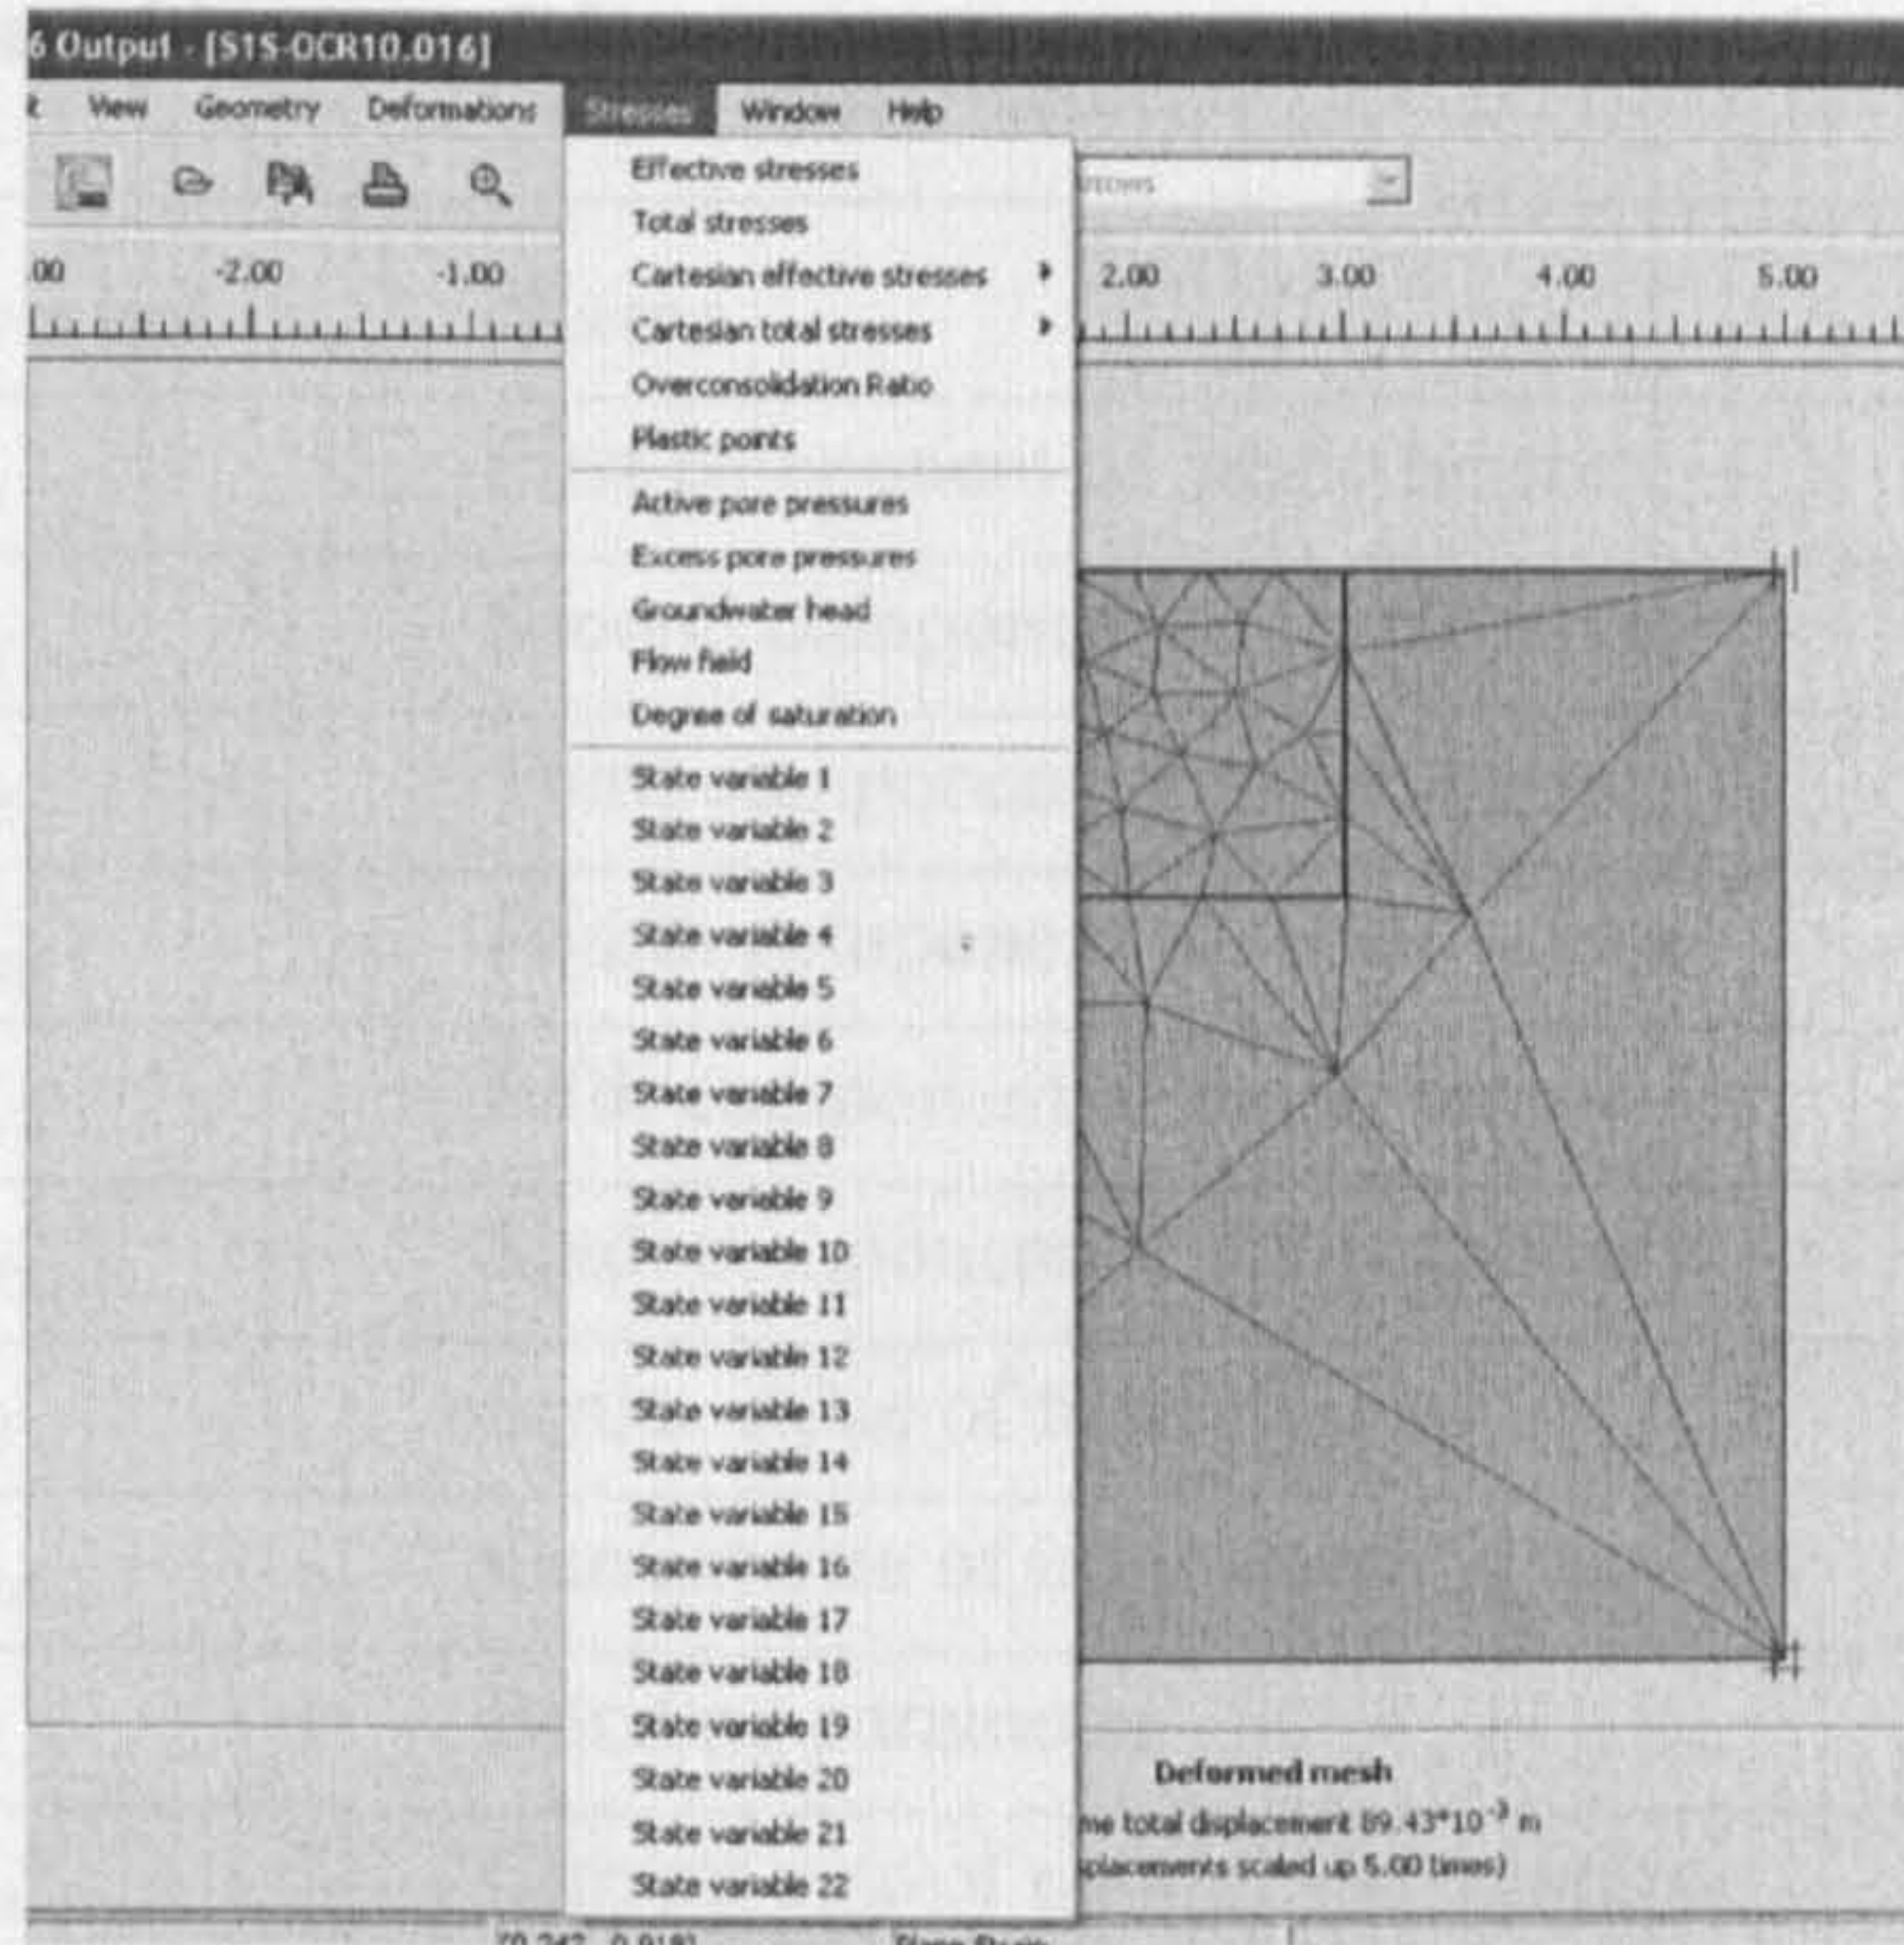 6 Output - [S1S-OCR10.016]
View Geometry Deformations Stresses Window Help
Effective stresses
Total stresses
.00 -2.00 -1.00 2.00 3.00 4.00 5.00
Cartesian effective stresses
Cartesian total stresses
Overconsolidation Ratio
Plastic points
Active pore pressures
Excess pore pressures
Groundwater head
Flow field
Degree of saturation
State variable 1
State variable 2
State variable 3
State variable 4
State variable 5
State variable 6
State variable 7
State variable 8
State variable 9
State variable 10
State variable 11
State variable 12
State variable 13
State variable 14
State variable 15
State variable 16
State variable 17
State variable 18
State variable 19
State variable 20
State variable 21
State variable 22
Deformed mesh
me total displacement 89.43*10⁻³ m
splacements scaled up 5.00 times)